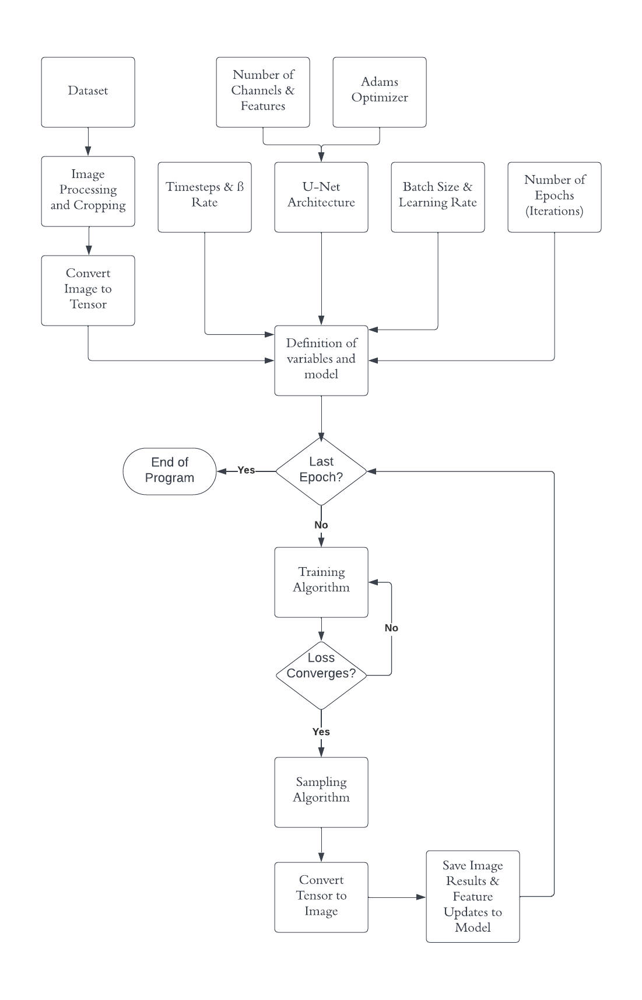 Dataset
Number of
Channels &
Features
Adams
Optimizer
Image
Processing
and Cropping
Timesteps & ß
Rate
U-Net
Architecture
Batch Size &
Learning Rate
Number of
Epochs
(Iterations)
Convert
Image to
Tensor
Definition of
variables and
model
End of
Program
Yes
Last
Epoch?
No
Training
Algorithm
No
Loss
Converges?
Yes
Sampling
Algorithm
Convert
Tensor to
Image
Save Image
Results &
Feature
Updates to
Model